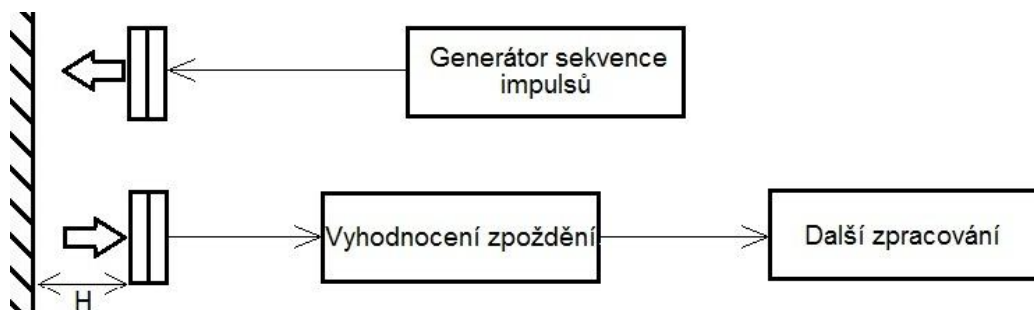 Generátor sekvence
impulsů
Vyhodnocení zpoždění
Další zpracování
H